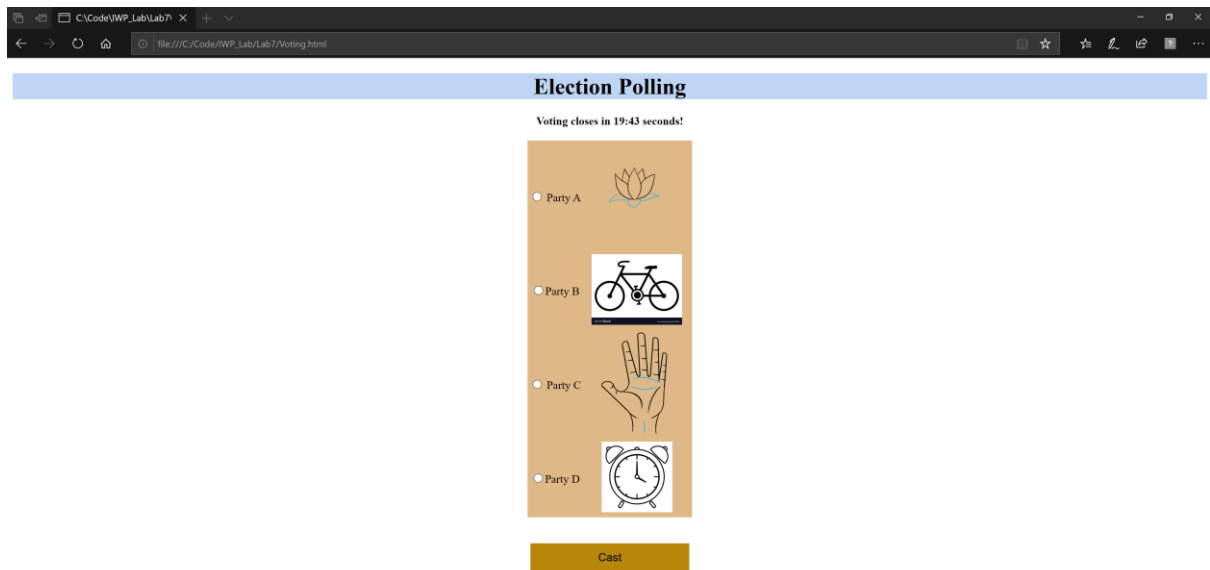 C:\Code\IWP_Lab\Lab7\
file:///C:/Code/IWP_Lab/Lab7/Voting.html
Election Polling
Voting closes in 19:43 seconds!
Party A
Party B
Party C
Party D
Cast